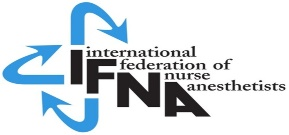 international
federation of
nurse
anesthetists
IFNA